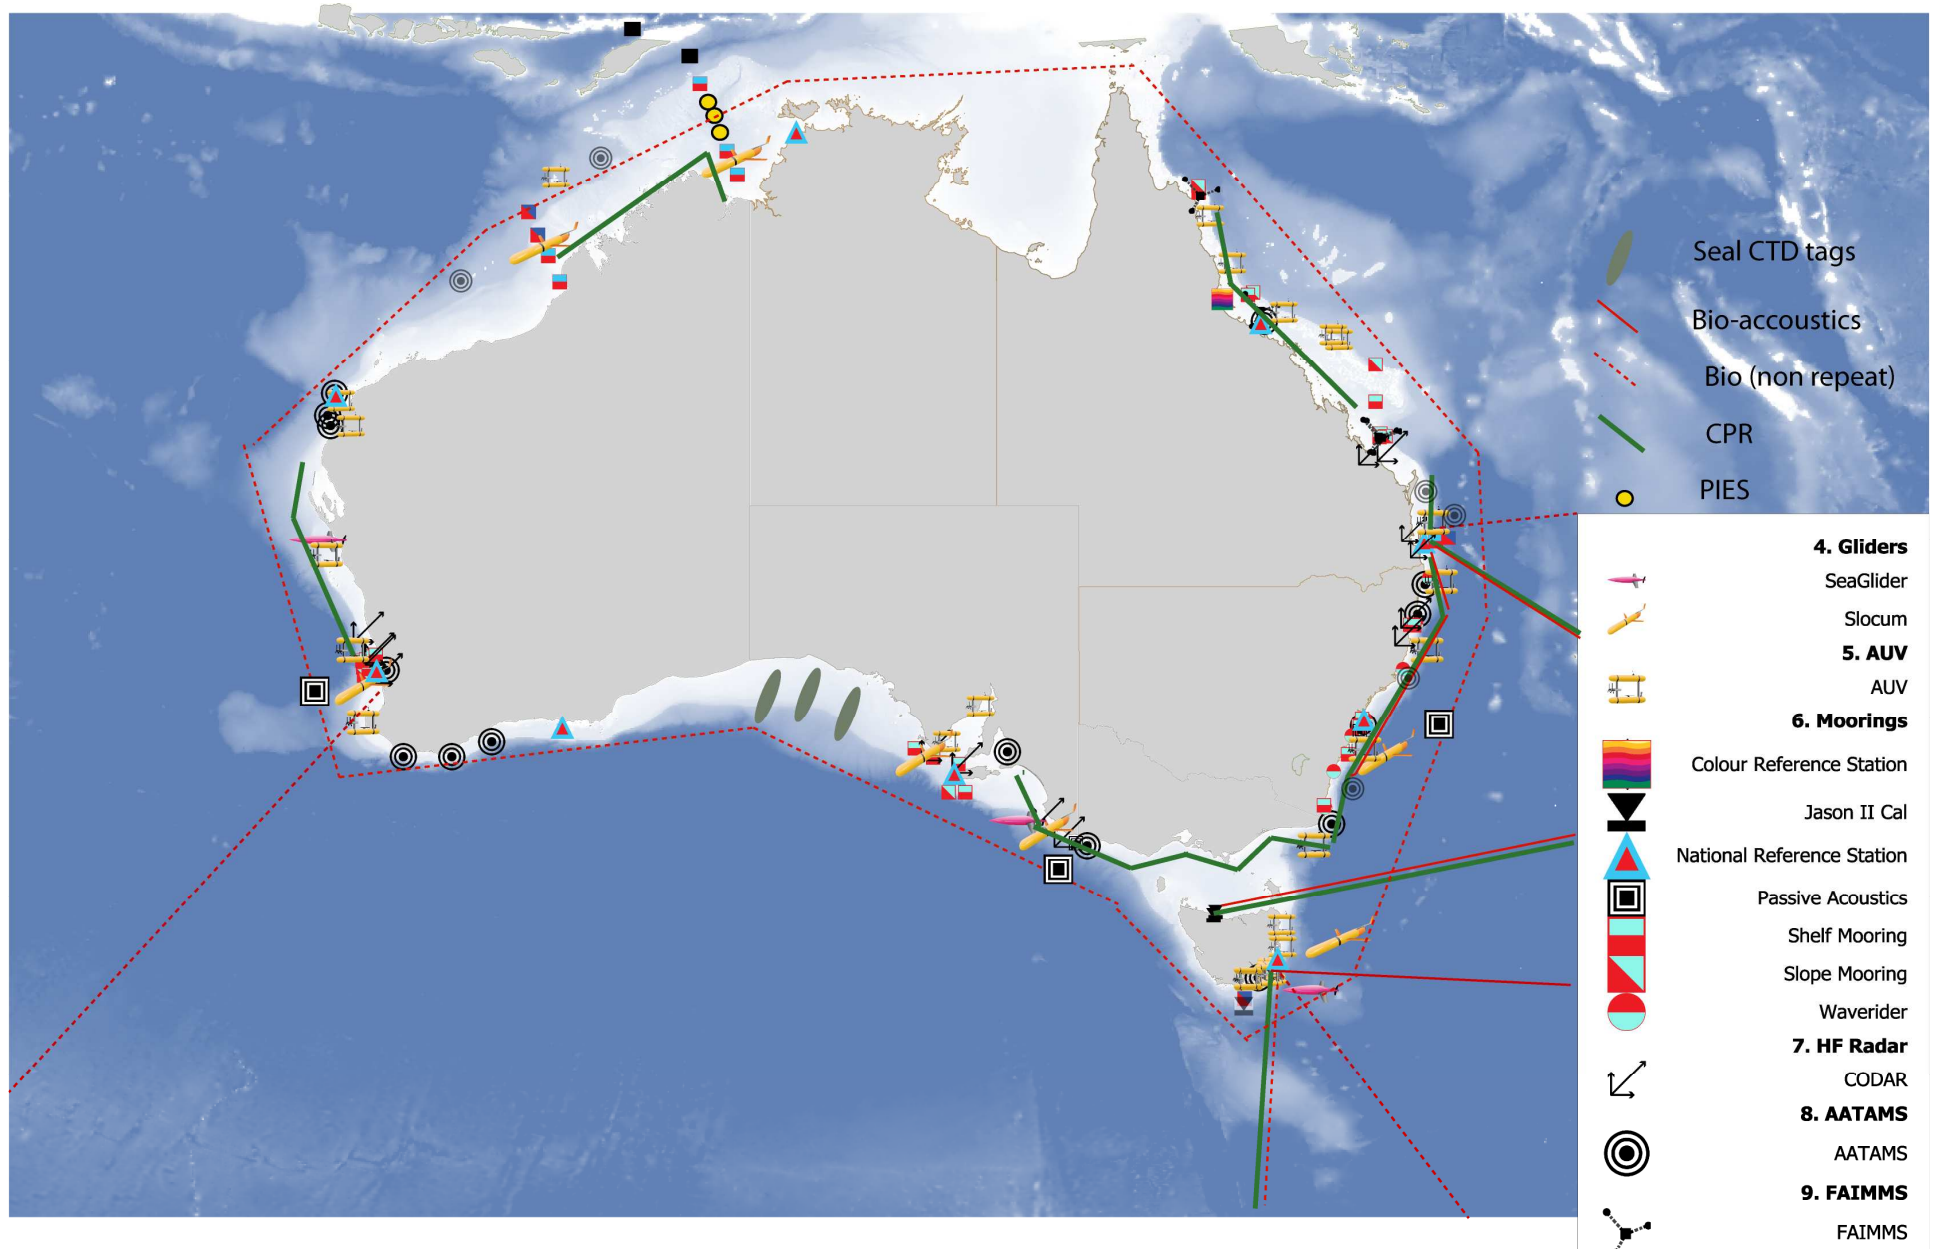 Seal CTD tags
Bio-accoustics
Bio (non repeat)
CPR
PIES
4. Gliders
SeaGlider
Slocum
5. AUV
AUV
6. Moorings
Colour Reference Station
Jason II Cal
National Reference Station
Passive Acoustics
Shelf Mooring
Slope Mooring
Waverider
7. HF Radar
CODAR
8. AATAMS
AATAMS
9. FAIMMS
FAIMMS